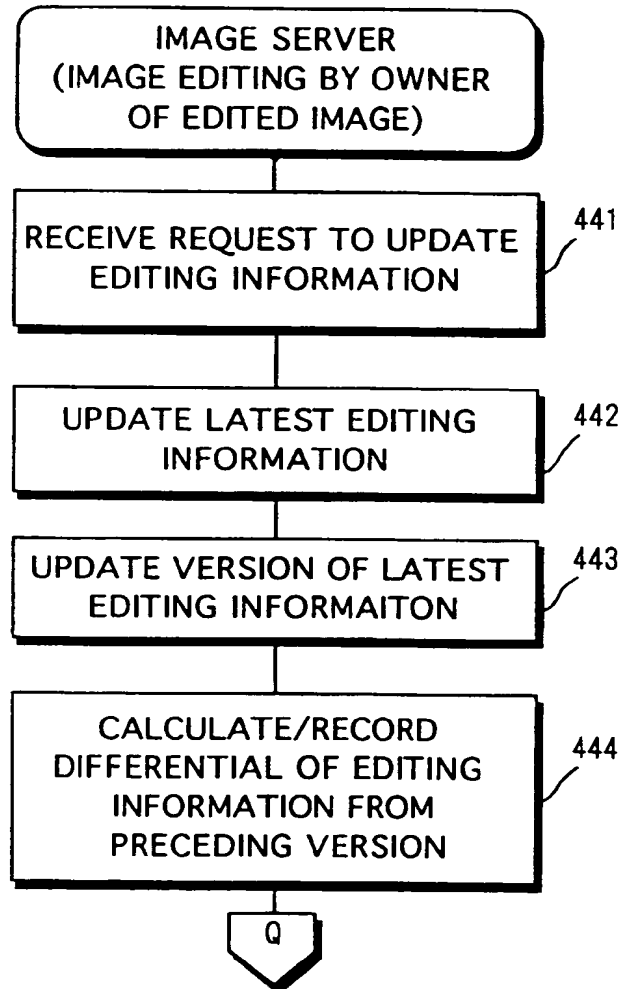 IMAGE SERVER
(IMAGE EDITING BY OWNER
OF EDITED IMAGE)
RECEIVE REQUEST TO UPDATE
EDITING INFORMATION
441
UPDATE LATEST EDITING
INFORMATION
442
UPDATE VERSION OF LATEST
EDITING INFORMAITON
443
CALCULATE/RECORD
DIFFERENTIAL OF EDITING
INFORMATION FROM
PRECEDING VERSION
444
Q